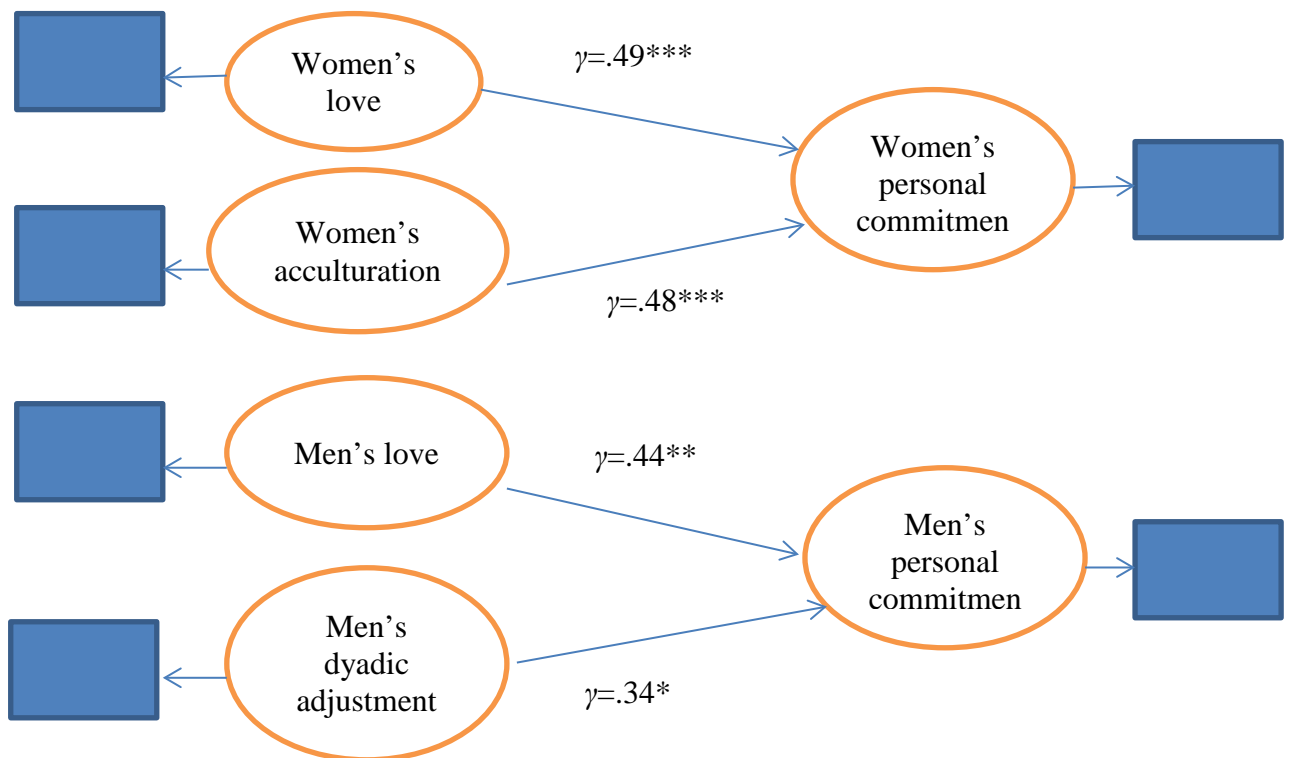 Women’s
love
γ=.49***
Women’s
personal
commitmen
Women’s
acculturation
γ=.48***
Men’s love
γ=.44**
Men’s
personal
commitmen
Men’s
dyadic
adjustment
γ=.34*